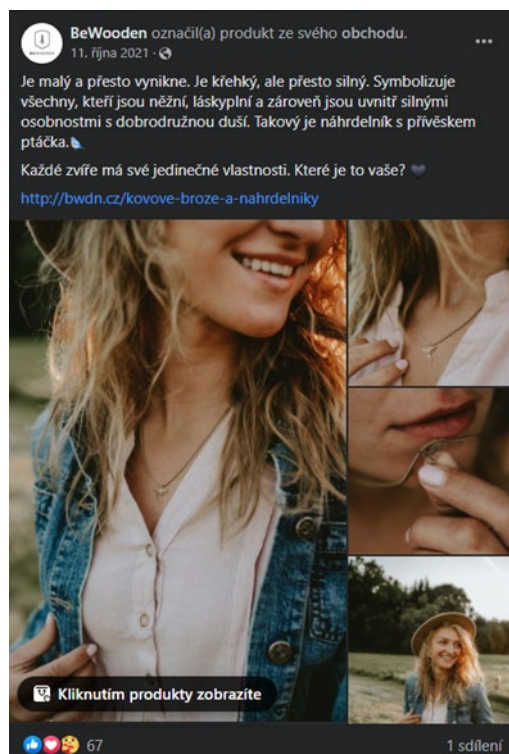 BeWooden označil(a) produkt ze svého obchodu.
11. října 2021 ·
Je malý a přesto vynikne. Je křehký, ale přesto silný. Symbolizuje
všechny, kteří jsou něžní, láskyplní a zároveň jsou uvnitř silnými
osobnostmi s dobrodružnou duší. Takový je náhrdelník s přívěskem
ptáčka.
Každé zvíře má své jedinečné vlastnosti. Které je to vaše? 🖤
http://bwdn.cz/kovove-broze-a-nahrdelniky
Kliknutím produkty zobrazíte
67
1 sdílení